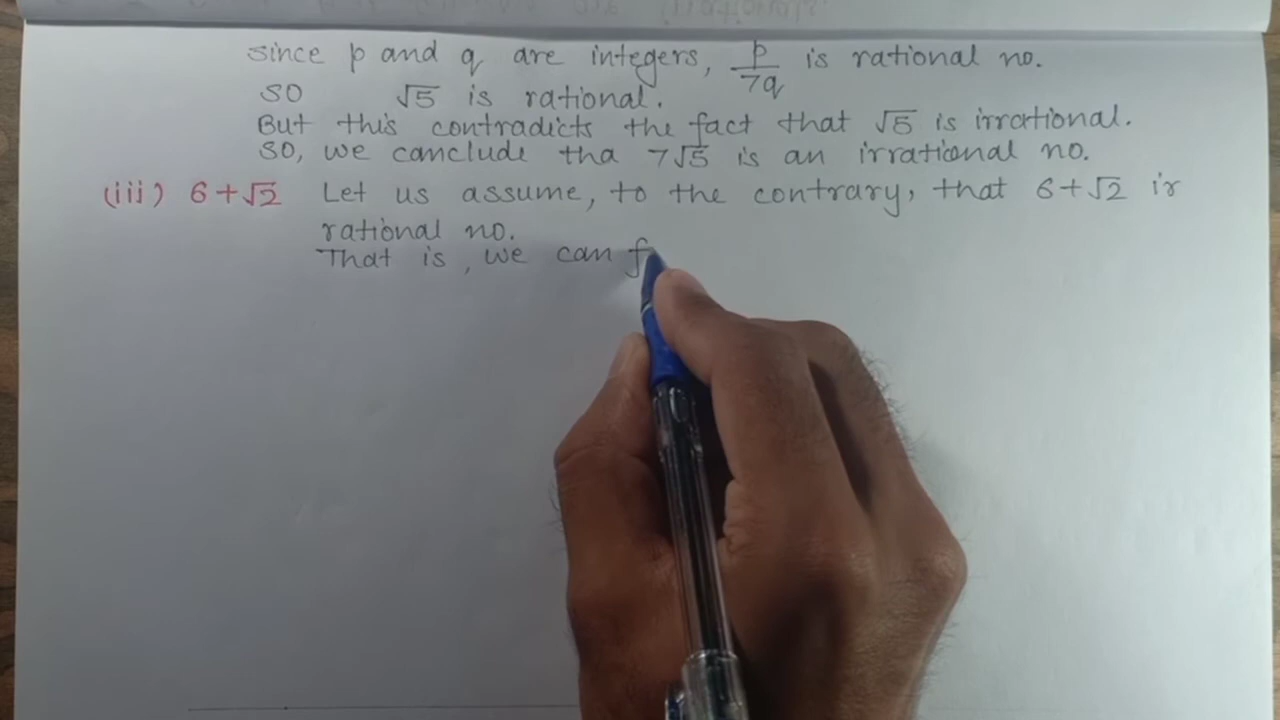 since p and q are integers, p/7q is rational no.
so √5 is rational.
But this contradicts the fact that √5 is irrational.
so, we canclude tha 7√5 is an irrational no.
(iii) 6+√2 Let us assume, to the contrary, that 6+√2 is
rational no.
That is, we can f